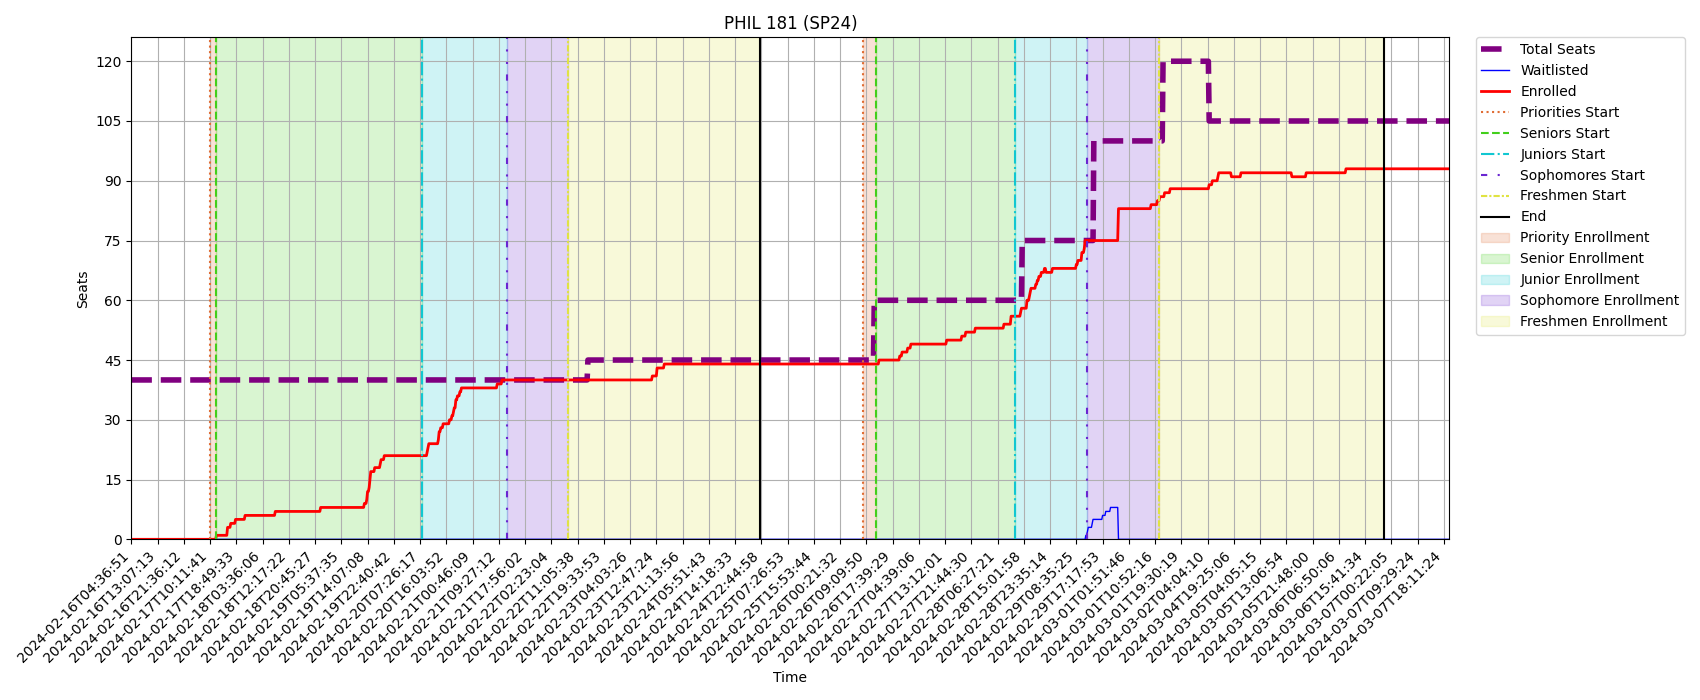 PHIL 181 (SP24)
Seats
120
105
90
75
60
45
30
15
0
2024-02-16T04:36:51
2024-02-16T13:07:13
2024-02-16T21:36:12
2024-02-17T10:11:41
2024-02-17T18:49:33
2024-02-18T03:36:06
2024-02-18T12:17:22
2024-02-18T20:45:27
2024-02-19T05:37:35
2024-02-19T14:07:08
2024-02-19T22:40:42
2024-02-20T07:26:17
2024-02-20T16:03:52
2024-02-21T00:46:09
2024-02-21T09:27:12
2024-02-21T17:56:02
2024-02-22T02:23:04
2024-02-22T11:05:38
2024-02-22T19:33:53
2024-02-23T04:03:26
2024-02-23T12:47:24
2024-02-23T21:13:56
2024-02-24T05:51:43
2024-02-24T14:18:33
2024-02-24T22:44:58
2024-02-25T07:26:53
2024-02-25T15:53:44
2024-02-26T00:21:32
2024-02-26T09:09:50
2024-02-26T17:39:29
2024-02-27T04:39:06
2024-02-27T13:12:01
2024-02-27T21:44:30
2024-02-28T06:27:21
2024-02-28T15:01:58
2024-02-28T23:35:14
2024-02-29T08:35:25
2024-02-29T17:17:53
2024-03-01T01:51:46
2024-03-01T10:52:16
2024-03-01T19:30:19
2024-03-02T04:04:10
2024-03-04T19:25:06
2024-03-05T04:05:15
2024-03-05T13:06:54
2024-03-05T21:48:00
2024-03-06T06:50:06
2024-03-06T15:41:34
2024-03-07T00:22:05
2024-03-07T09:29:24
2024-03-07T18:11:24
Time
Total Seats
Waitlisted
Enrolled
Priorities Start
Seniors Start
Juniors Start
Sophomores Start
Freshmen Start
End
Priority Enrollment
Senior Enrollment
Junior Enrollment
Sophomore Enrollment
Freshmen Enrollment